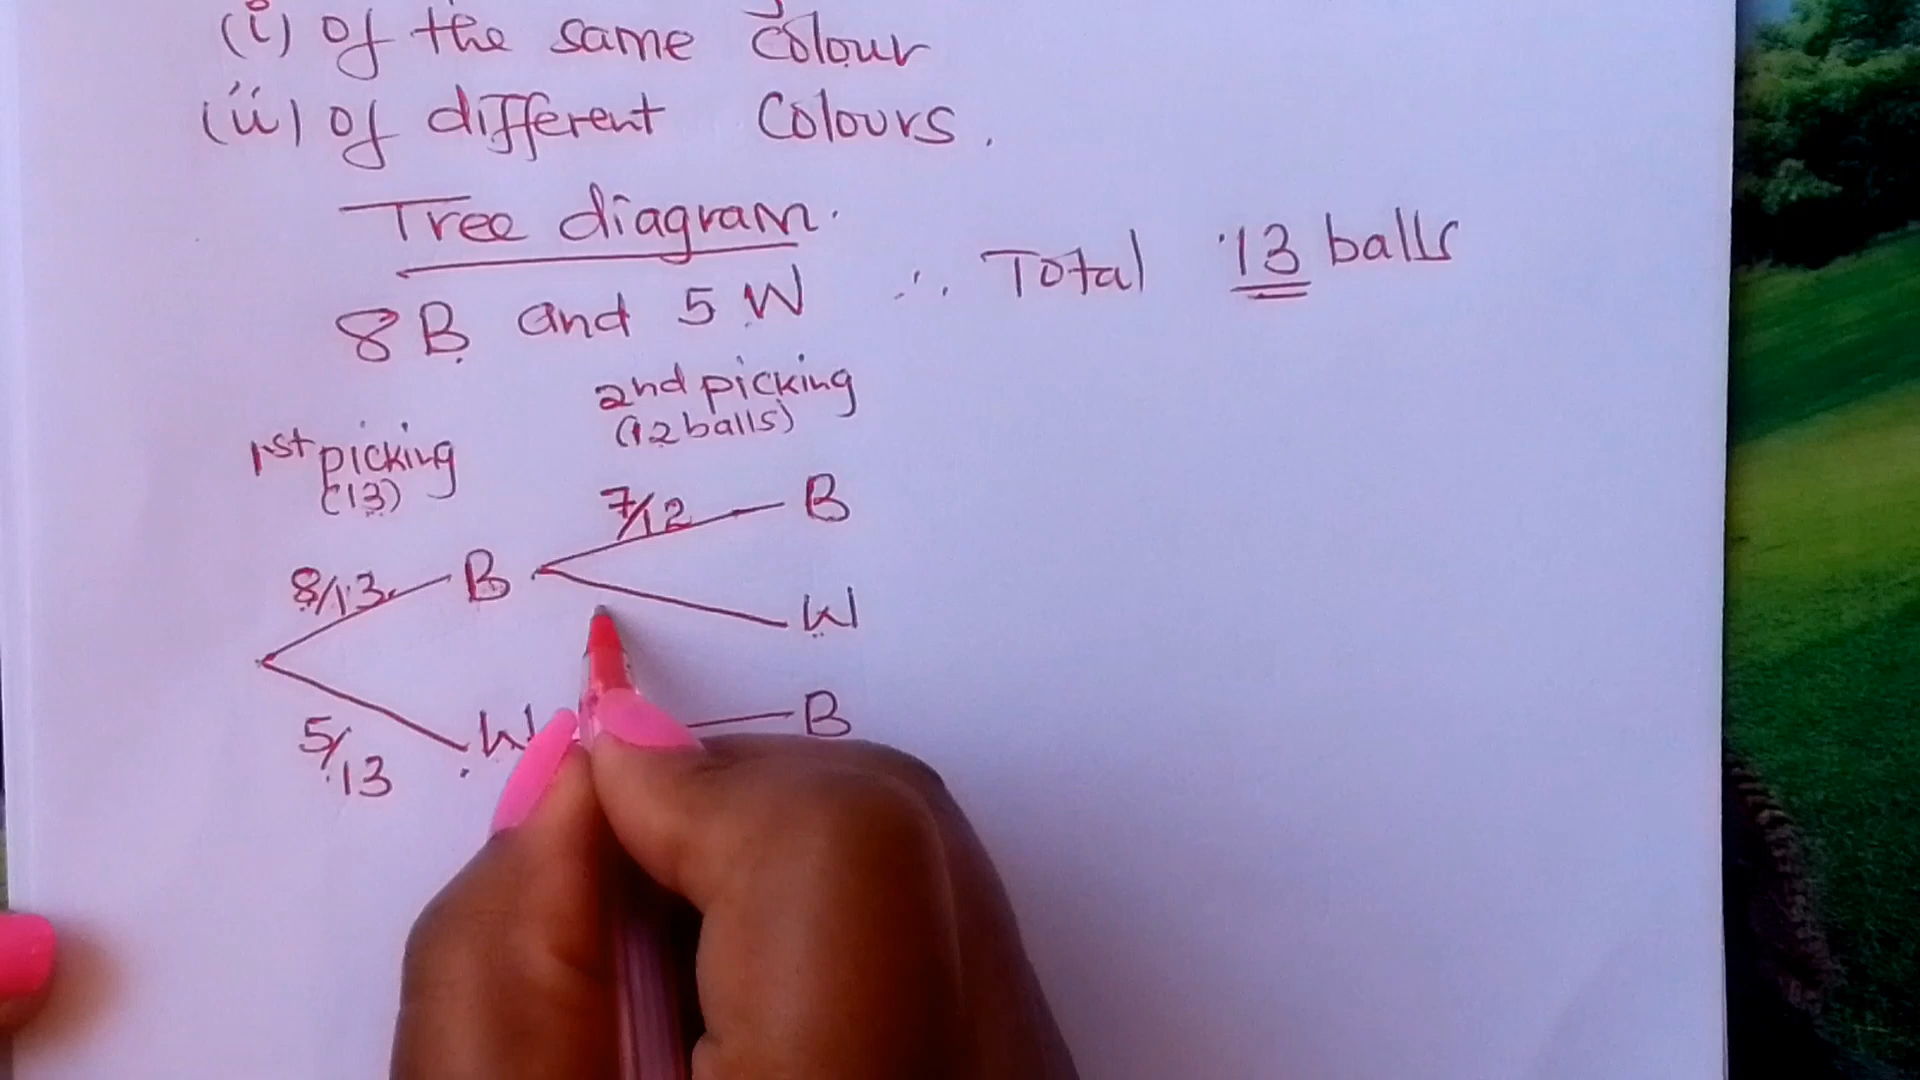 (i) of the same colour
(ii) of different Colours.
Tree diagram.
8B and 5W ∴ Total 13 balls
1st picking
(13)
2nd picking
(12 balls)
8/13 B
7/12 B
W
5/13 W
B